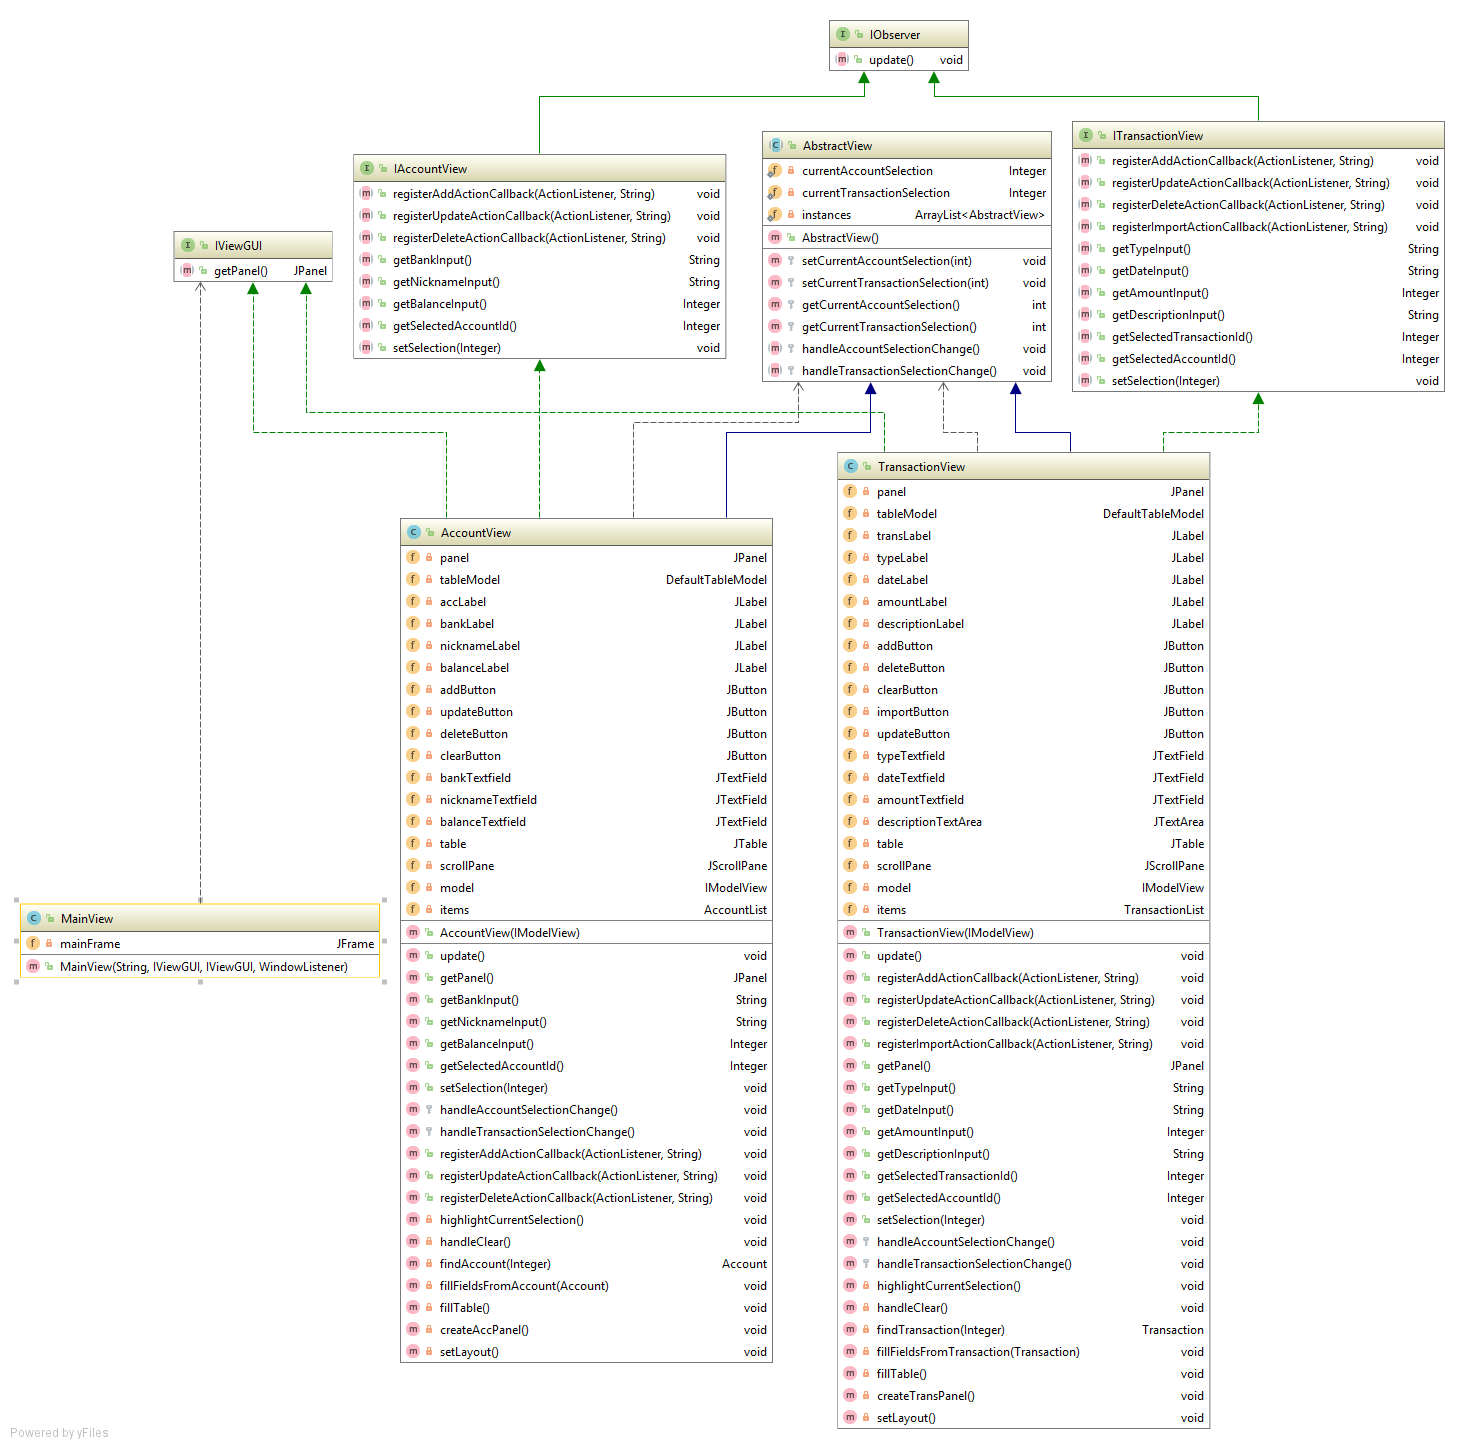 IObserver
update() void
IAccountView
registerAddActionCallback(ActionListener, String) void
registerUpdateActionCallback(ActionListener, String) void
registerDeleteActionCallback(ActionListener, String) void
getBankInput() String
getNicknameInput() String
getBalanceInput() Integer
getSelectedAccountId() Integer
setSelection(Integer) void
AbstractView
currentAccountSelection Integer
currentTransactionSelection Integer
instances ArrayList<AbstractView>
AbstractView()
setCurrentAccountSelection(int) void
setCurrentTransactionSelection(int) void
getCurrentAccountSelection() int
getCurrentTransactionSelection() int
handleAccountSelectionChange() void
handleTransactionSelectionChange() void
ITransactionView
registerAddActionCallback(ActionListener, String) void
registerUpdateActionCallback(ActionListener, String) void
registerDeleteActionCallback(ActionListener, String) void
registerImportActionCallback(ActionListener, String) void
getTypeInput() String
getDateInput() String
getAmountInput() Integer
getDescriptionInput() String
getSelectedTransactionId() Integer
getSelectedAccountId() Integer
setSelection(Integer) void
IViewGUI
getPanel() JPanel
MainView
mainFrame JFrame
MainView(String, IViewGUI, IViewGUI, WindowListener)
AccountView
panel JPanel
tableModel DefaultTableModel
accLabel JLabel
bankLabel JLabel
nicknameLabel JLabel
balanceLabel JLabel
addButton JButton
updateButton JButton
deleteButton JButton
clearButton JButton
bankTextfield JTextField
nicknameTextfield JTextField
balanceTextfield JTextField
table JTable
scrollPane JScrollPane
model IModelView
items AccountList
AccountView(IModelView)
update() void
getPanel() JPanel
getBankInput() String
getNicknameInput() String
getBalanceInput() Integer
getSelectedAccountId() Integer
setSelection(Integer) void
handleAccountSelectionChange() void
handleTransactionSelectionChange() void
registerAddActionCallback(ActionListener, String) void
registerUpdateActionCallback(ActionListener, String) void
registerDeleteActionCallback(ActionListener, String) void
highlightCurrentSelection() void
handleClear() void
findAccount(Integer) Account
fillFieldsFromAccount(Account) void
fillTable() void
createAccPanel() void
setLayout() void
TransactionView
panel JPanel
tableModel DefaultTableModel
transLabel JLabel
typeLabel JLabel
dateLabel JLabel
amountLabel JLabel
descriptionLabel JLabel
addButton JButton
deleteButton JButton
clearButton JButton
importButton JButton
updateButton JButton
typeTextfield JTextField
dateTextfield JTextField
amountTextfield JTextField
descriptionTextArea JTextArea
table JTable
scrollPane JScrollPane
model IModelView
items TransactionList
TransactionView(IModelView)
update() void
registerAddActionCallback(ActionListener, String) void
registerUpdateActionCallback(ActionListener, String) void
registerDeleteActionCallback(ActionListener, String) void
registerImportActionCallback(ActionListener, String) void
getPanel() JPanel
getTypeInput() String
getDateInput() String
getAmountInput() Integer
getDescriptionInput() String
getSelectedTransactionId() Integer
getSelectedAccountId() Integer
setSelection(Integer) void
handleAccountSelectionChange() void
handleTransactionSelectionChange() void
highlightCurrentSelection() void
handleClear() void
findTransaction(Integer) Transaction
fillFieldsFromTransaction(Transaction) void
fillTable() void
createTransPanel() void
setLayout() void
Powered by yFiles